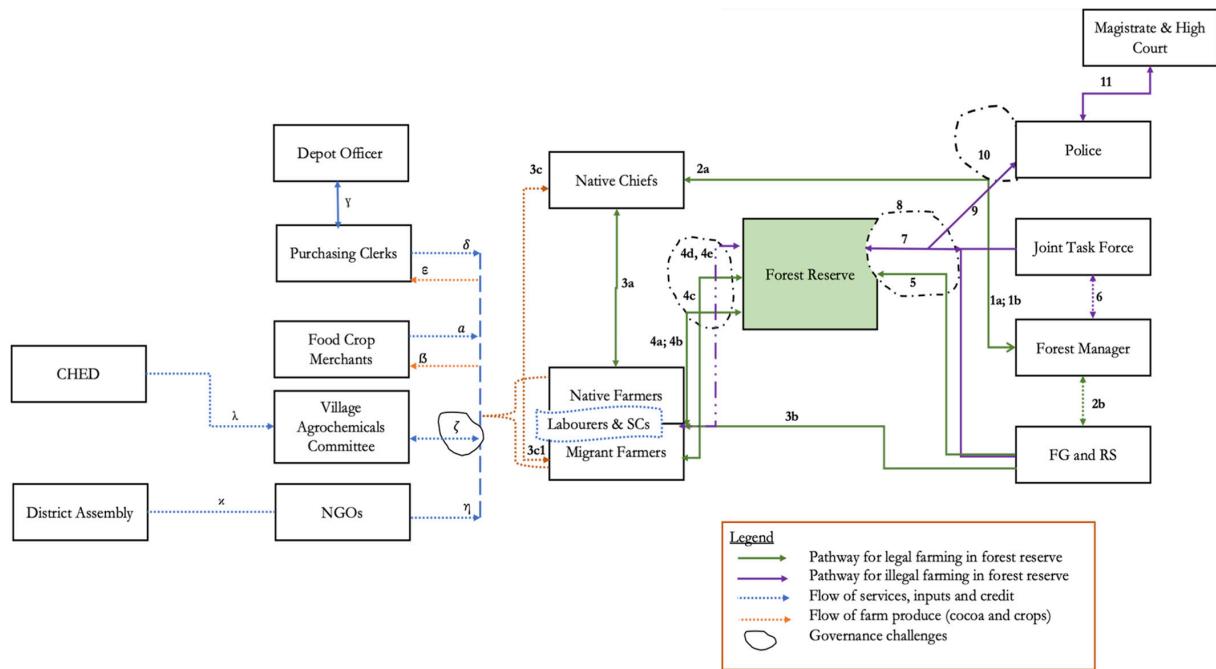 Magistrate & High
Court
11
Depot Officer
Police
10
3c
Native Chiefs
2a
γ
9
8
Purchasing Clerks
δ
ε
4d, 4e
7
Joint Task Force
Forest Reserve
5
3a
4c
6
1a; 1b
Food Crop
Merchants
a
ß
4a; 4b
Forest Manager
CHED
Native Farmers
2b
λ
Village
Agrochemicals
Committee
ζ
Labourers & SCs
3b
3c1
Migrant Farmers
FG and RS
District Assembly
ϰ
NGOs
η
Legend
Pathway for legal farming in forest reserve
Pathway for illegal farming in forest reserve
Flow of services, inputs and credit
Flow of farm produce (cocoa and crops)
Governance challenges